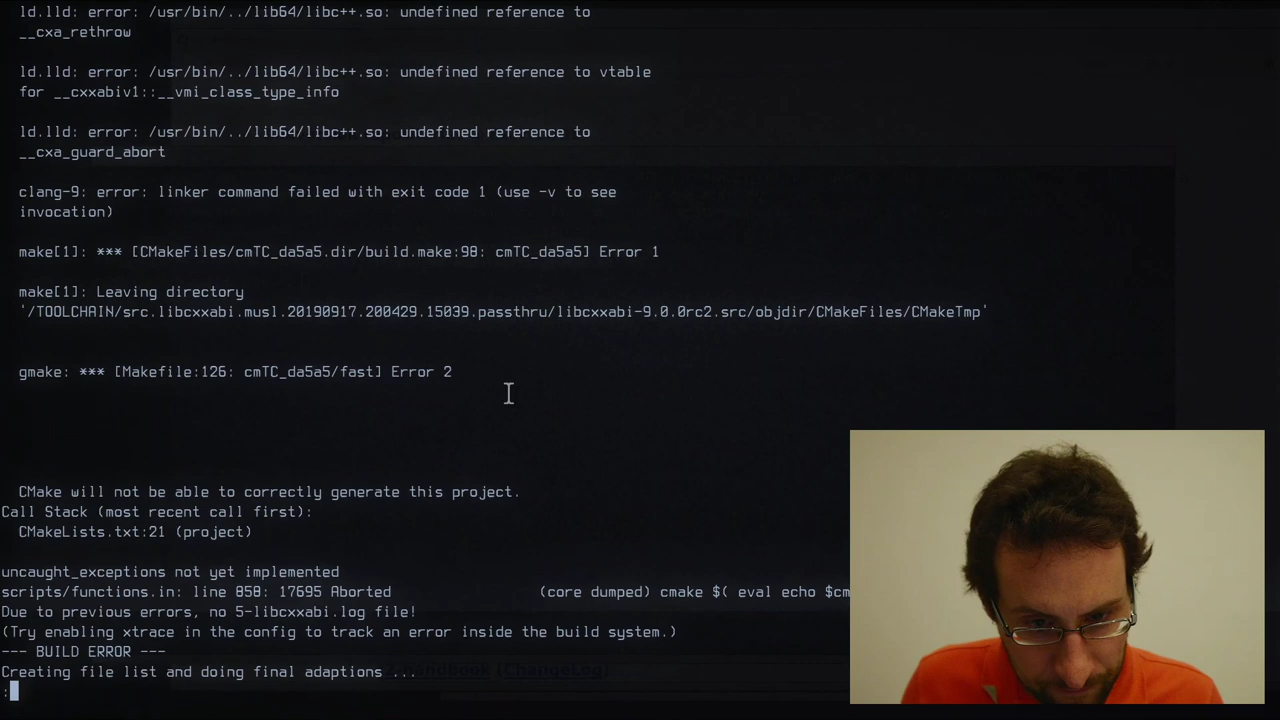 ld.lld: error: /usr/bin/../lib64/libc++.so: undefined reference to
__cxa_rethrow
ld.lld: error: /usr/bin/../lib64/libc++.so: undefined reference to vtable
for __cxxabiv1::__vmi_class_type_info
ld.lld: error: /usr/bin/../lib64/libc++.so: undefined reference to
__cxa_guard_abort
clang-9: error: linker command failed with exit code 1 (use -v to see
invocation)
make[1]: *** [CMakeFiles/cmTC_da5a5.dir/build.make:98: cmTC_da5a5] Error 1
make[1]: Leaving directory
'/TOOLCHAIN/src.libcxxabi.musl.20190917.200429.15039.passthru/libcxxabi-9.0.0rc2.src/objdir/CMakeFiles/CMakeTmp'
gmake: *** [Makefile:126: cmTC_da5a5/fast] Error 2
CMake will not be able to correctly generate this project.
Call Stack (most recent call first):
CMakeLists.txt:21 (project)
uncaught_exceptions not yet implemented
scripts/functions.in: line 850: 17695 Aborted (core dumped) cmake $( eval echo $cm
Due to previous errors, no 5-libcxxabi.log file!
(Try enabling xtrace in the config to track an error inside the build system.)
--- BUILD ERROR ---
Creating file list and doing final adaptions ...
: